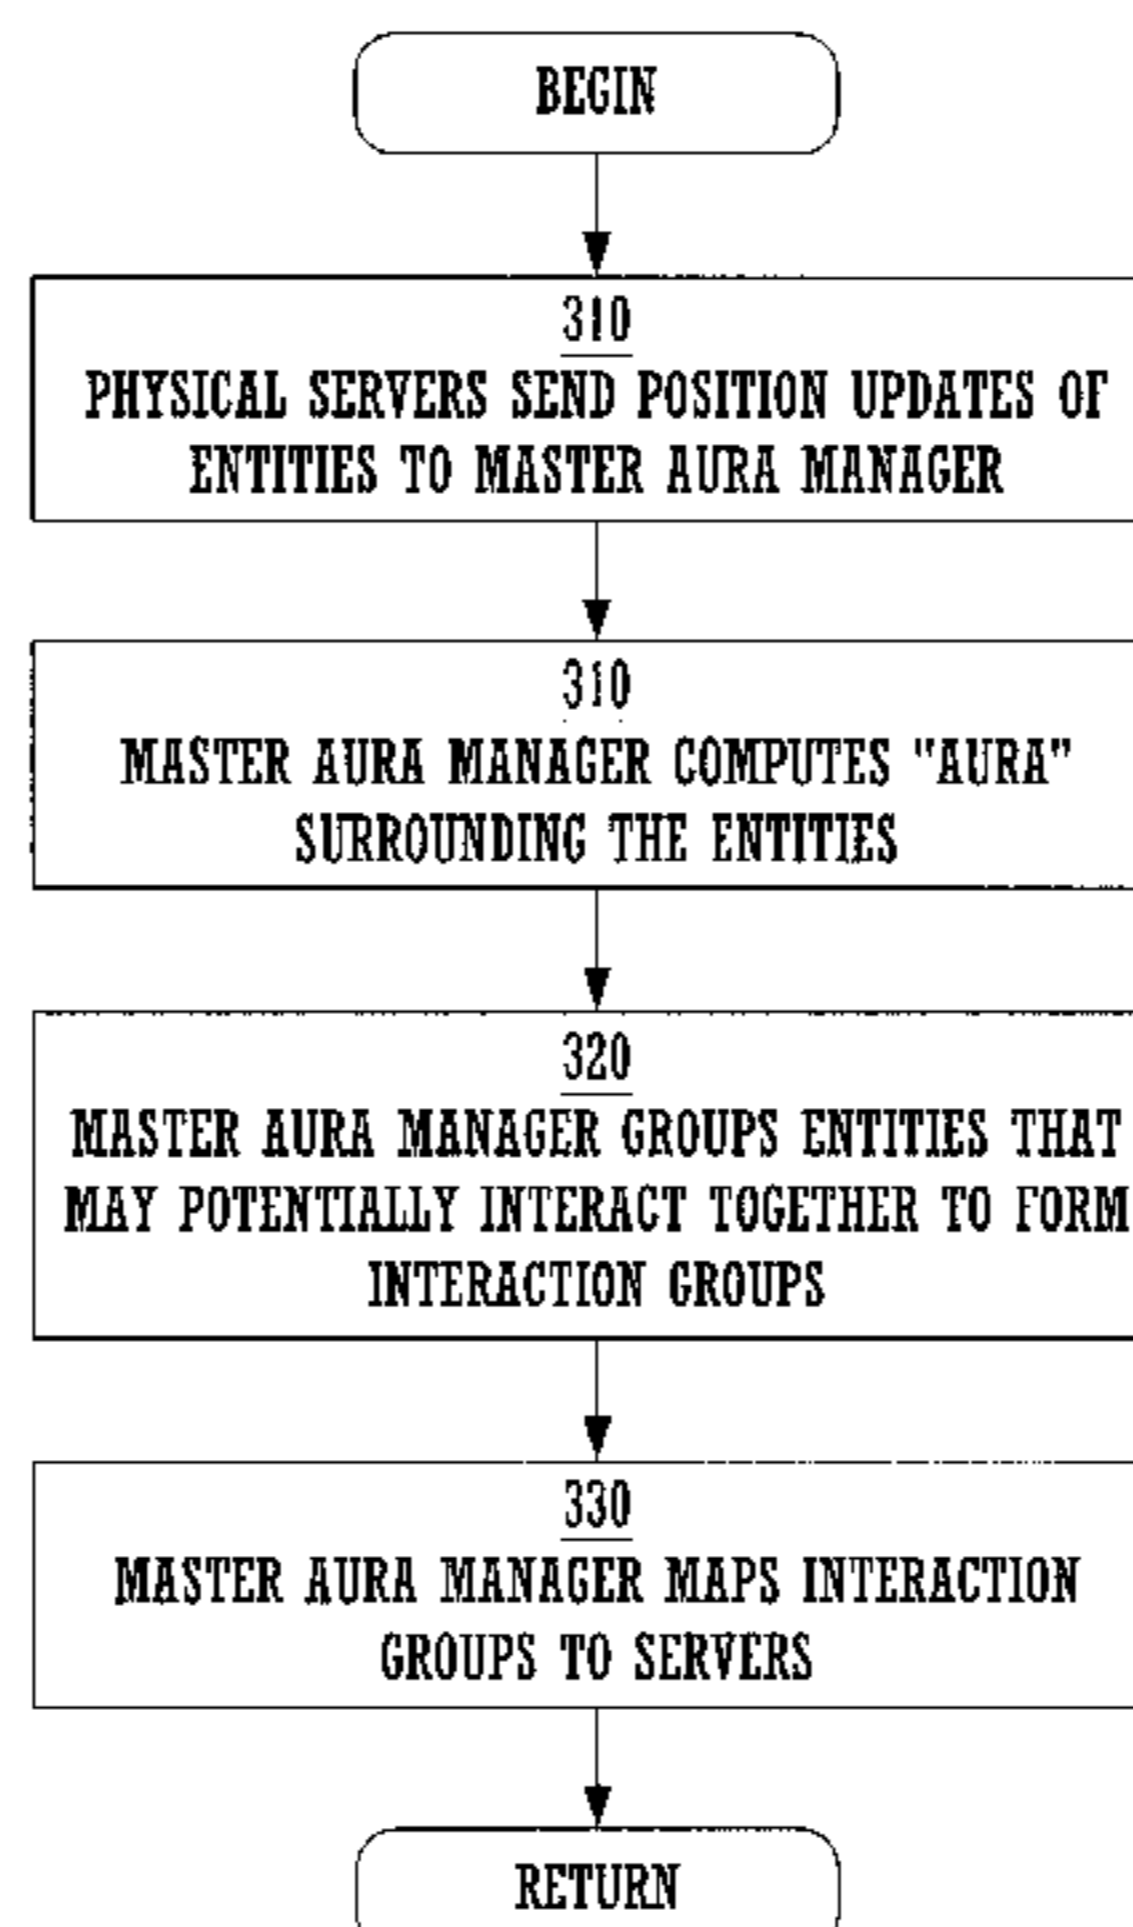 BEGIN
310
PHYSICAL SERVERS SEND POSITION UPDATES OF
ENTITIES TO MASTER AURA MANAGER
310
MASTER AURA MANAGER COMPUTES "AURA"
SURROUNDING THE ENTITIES
320
MASTER AURA MANAGER GROUPS ENTITIES THAT
MAY POTENTIALLY INTERACT TOGETHER TO FORM
INTERACTION GROUPS
330
MASTER AURA MANAGER MAPS INTERACTION
GROUPS TO SERVERS
RETURN